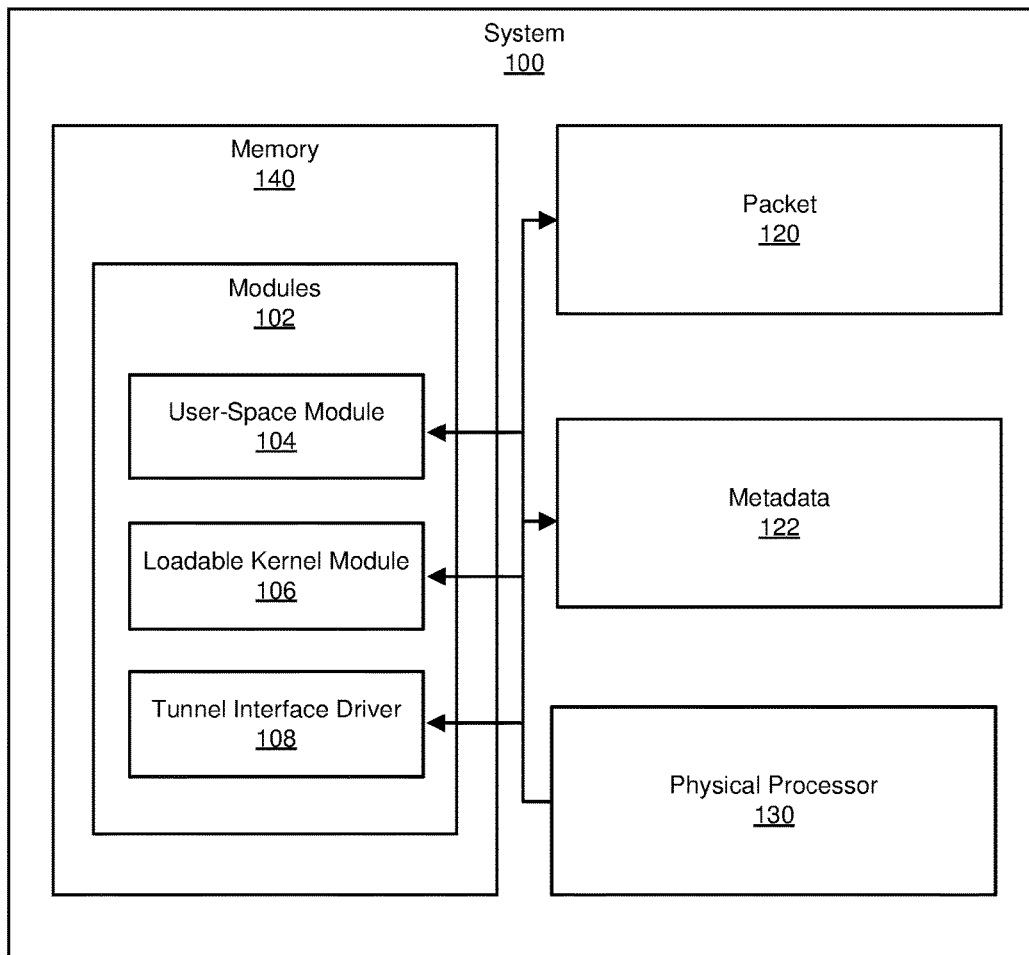 System
100
Memory
140
Modules
102
User-Space Module
104
Loadable Kernel Module
106
Tunnel Interface Driver
108
Packet
120
Metadata
122
Physical Processor
130